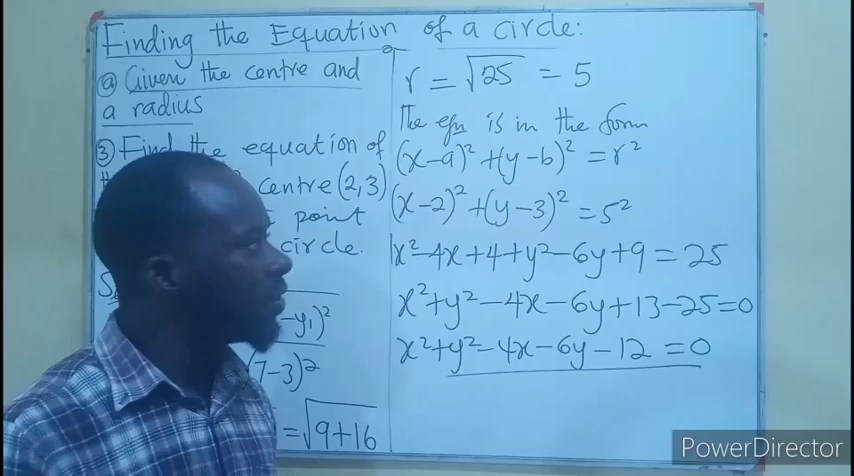 Finding the Equation of a circle:
(a) Given the centre and
a radius
(3) Find the equation of
centre (2,3)
point
circle.
-y₁)²
(7-3)²
=√9+16
r = √25 = 5
The eqn is in the form
(x-a)² + (y-b)² = r²
(x-2)² + (y-3)² = 5²
x²-4x+4+y²-6y+9 = 25
x²+y²-4x-6y+13-25=0
x²+y²-4x-6y-12=0
PowerDirector